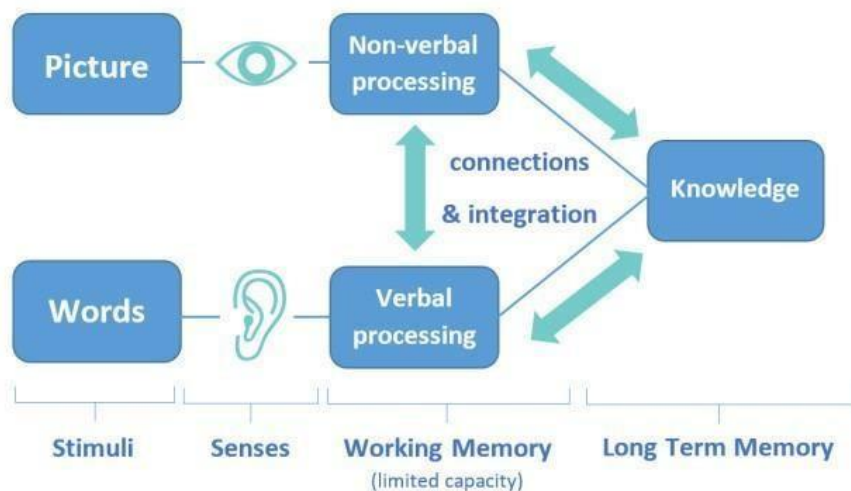 Picture
Non-verbal
processing
connections
& integration
Knowledge
Words
Verbal
processing
Stimuli
Senses
Working Memory
(limited capacity)
Long Term Memory